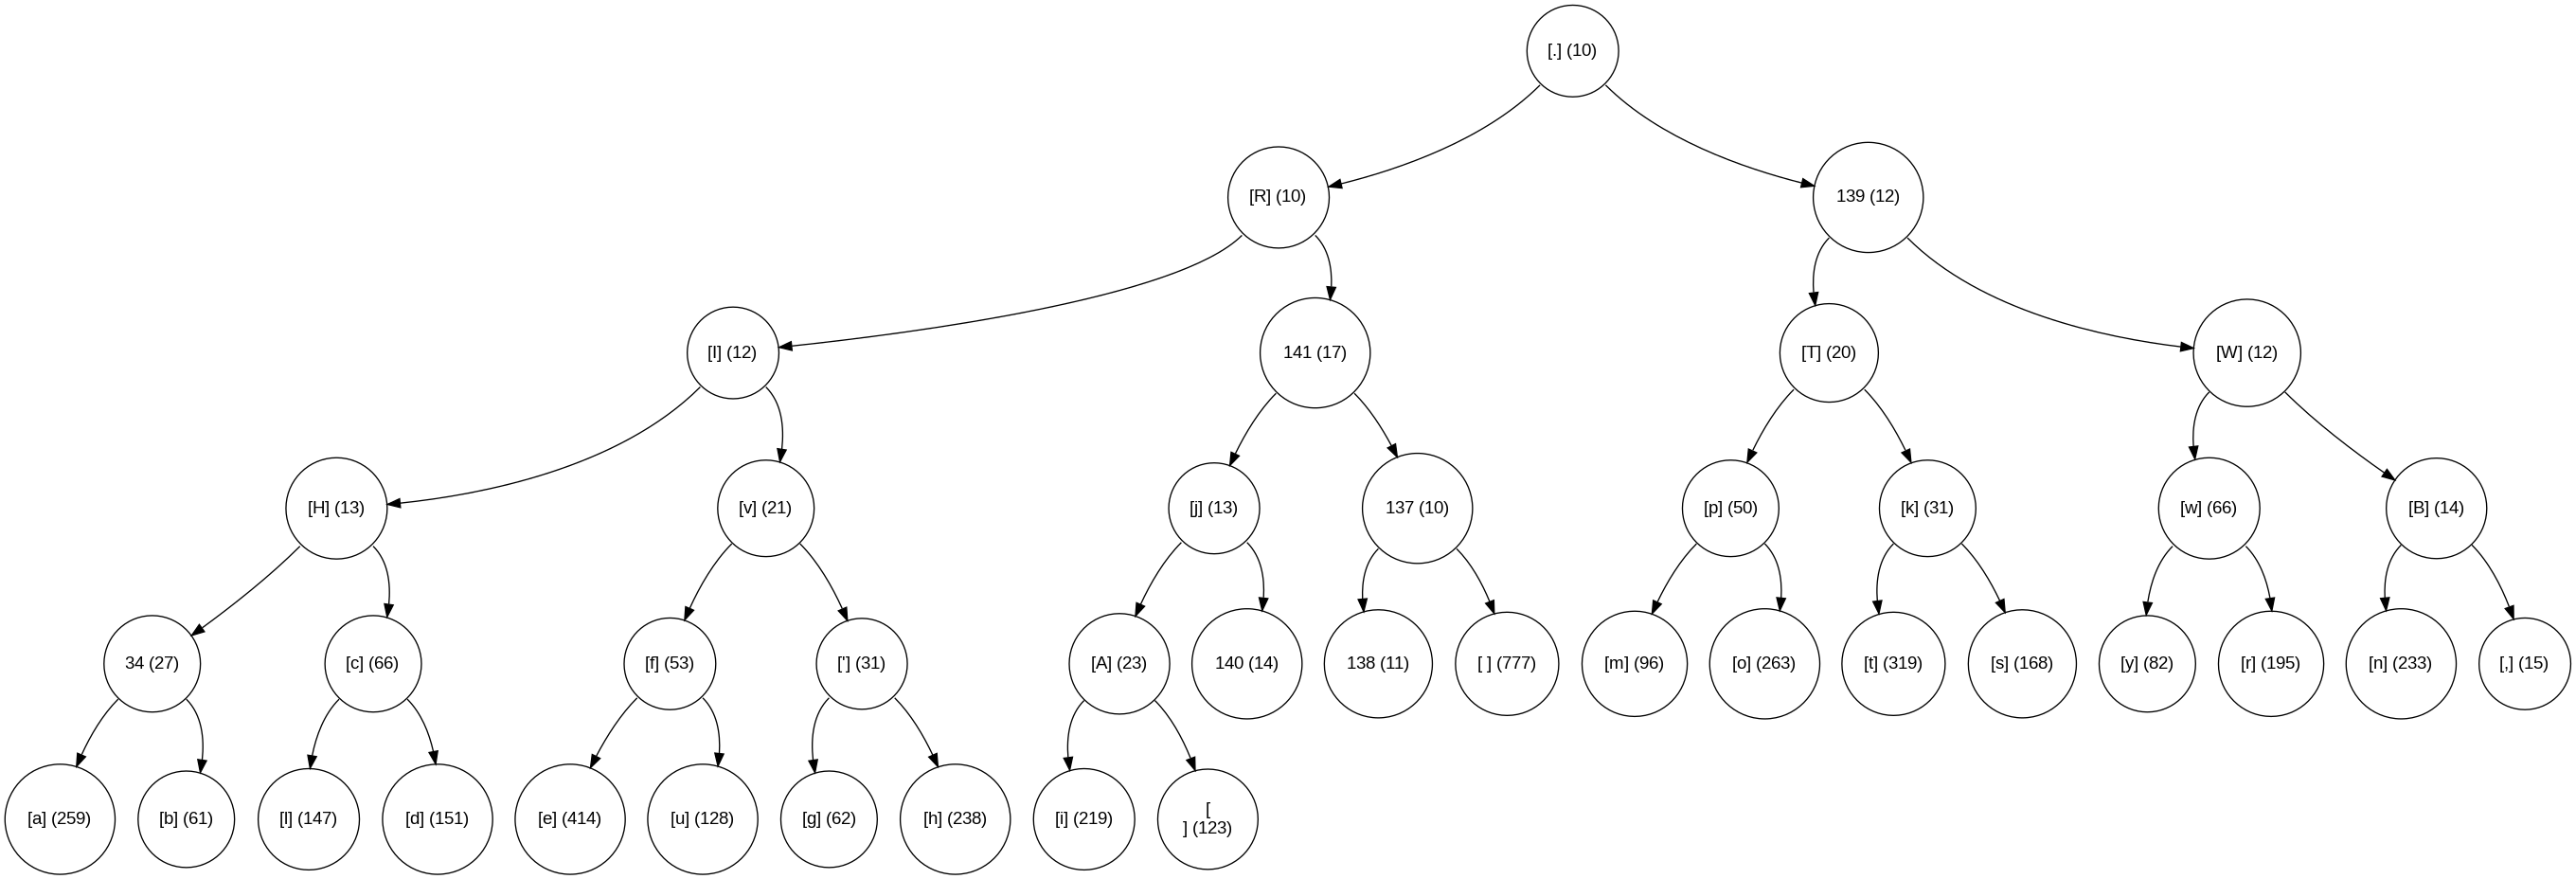 [.] (10)
[R] (10)
139 (12)
[I] (12)
141 (17)
[T] (20)
[W] (12)
[H] (13)
[v] (21)
[j] (13)
137 (10)
[p] (50)
[k] (31)
[w] (66)
[B] (14)
34 (27)
[c] (66)
[f] (53)
['] (31)
[A] (23)
140 (14)
138 (11)
[ ] (777)
[m] (96)
[o] (263)
[t] (319)
[s] (168)
[y] (82)
[r] (195)
[n] (233)
[,] (15)
[a] (259)
[b] (61)
[l] (147)
[d] (151)
[e] (414)
[u] (128)
[g] (62)
[h] (238)
[i] (219)
[
] (123)